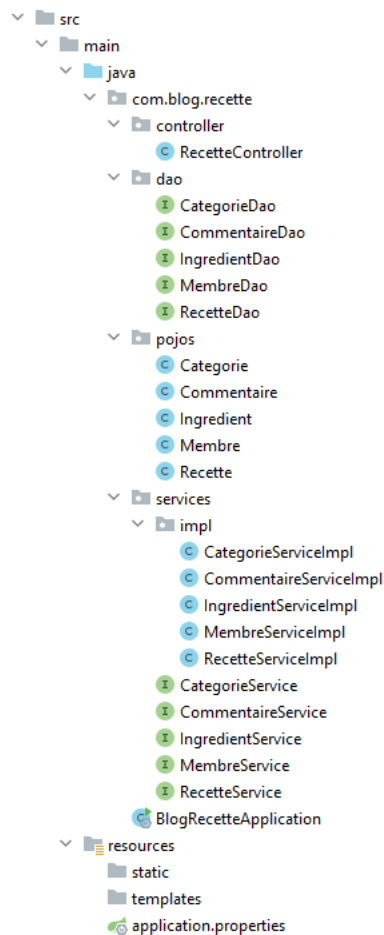 src
main
java
com.blog.recette
controller
C RecetteController
dao
I CategorieDao
I CommentaireDao
I IngredientDao
I MembreDao
I RecetteDao
pojos
C Categorie
C Commentaire
C Ingredient
C Membre
C Recette
services
impl
C CategorieServiceImpl
C CommentaireServiceImpl
C IngredientServiceImpl
C MembreServiceImpl
C RecetteServiceImpl
I CategorieService
I CommentaireService
I IngredientService
I MembreService
I RecetteService
C BlogRecetteApplication
resources
static
templates
application.properties